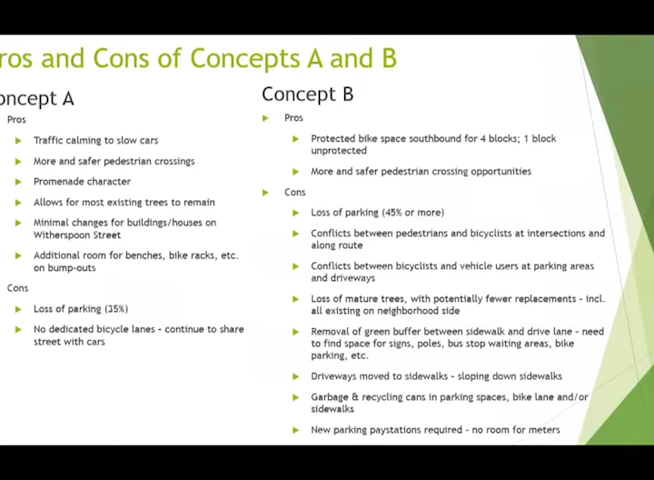 ros and Cons of Concepts A and B
oncept A
Pros
Traffic calming to slow cars
More and safer pedestrian crossings
Promenade character
Allows for most existing trees to remain
Minimal changes for buildings/houses on
Witherspoon Street
Additional room for benches, bike racks, etc.
on bump-outs
Cons
Loss of parking (35%)
No dedicated bicycle lanes - continue to share
street with cars
Concept B
Pros
Protected bike space southbound for 4 blocks; 1 block
unprotected
More and safer pedestrian crossing opportunities
Cons
Loss of parking (45% or more)
Conflicts between pedestrians and bicyclists at intersections and
along route
Conflicts between bicyclists and vehicle users at parking areas
and driveways
Loss of mature trees, with potentially fewer replacements - incl.
all existing on neighborhood side
Removal of green buffer between sidewalk and drive lane - need
to find space for signs, poles, bus stop waiting areas, bike
parking, etc.
Driveways moved to sidewalks - sloping down sidewalks
Garbage & recycling cans in parking spaces, bike lane and/or
sidewalks
New parking paystations required - no room for meters